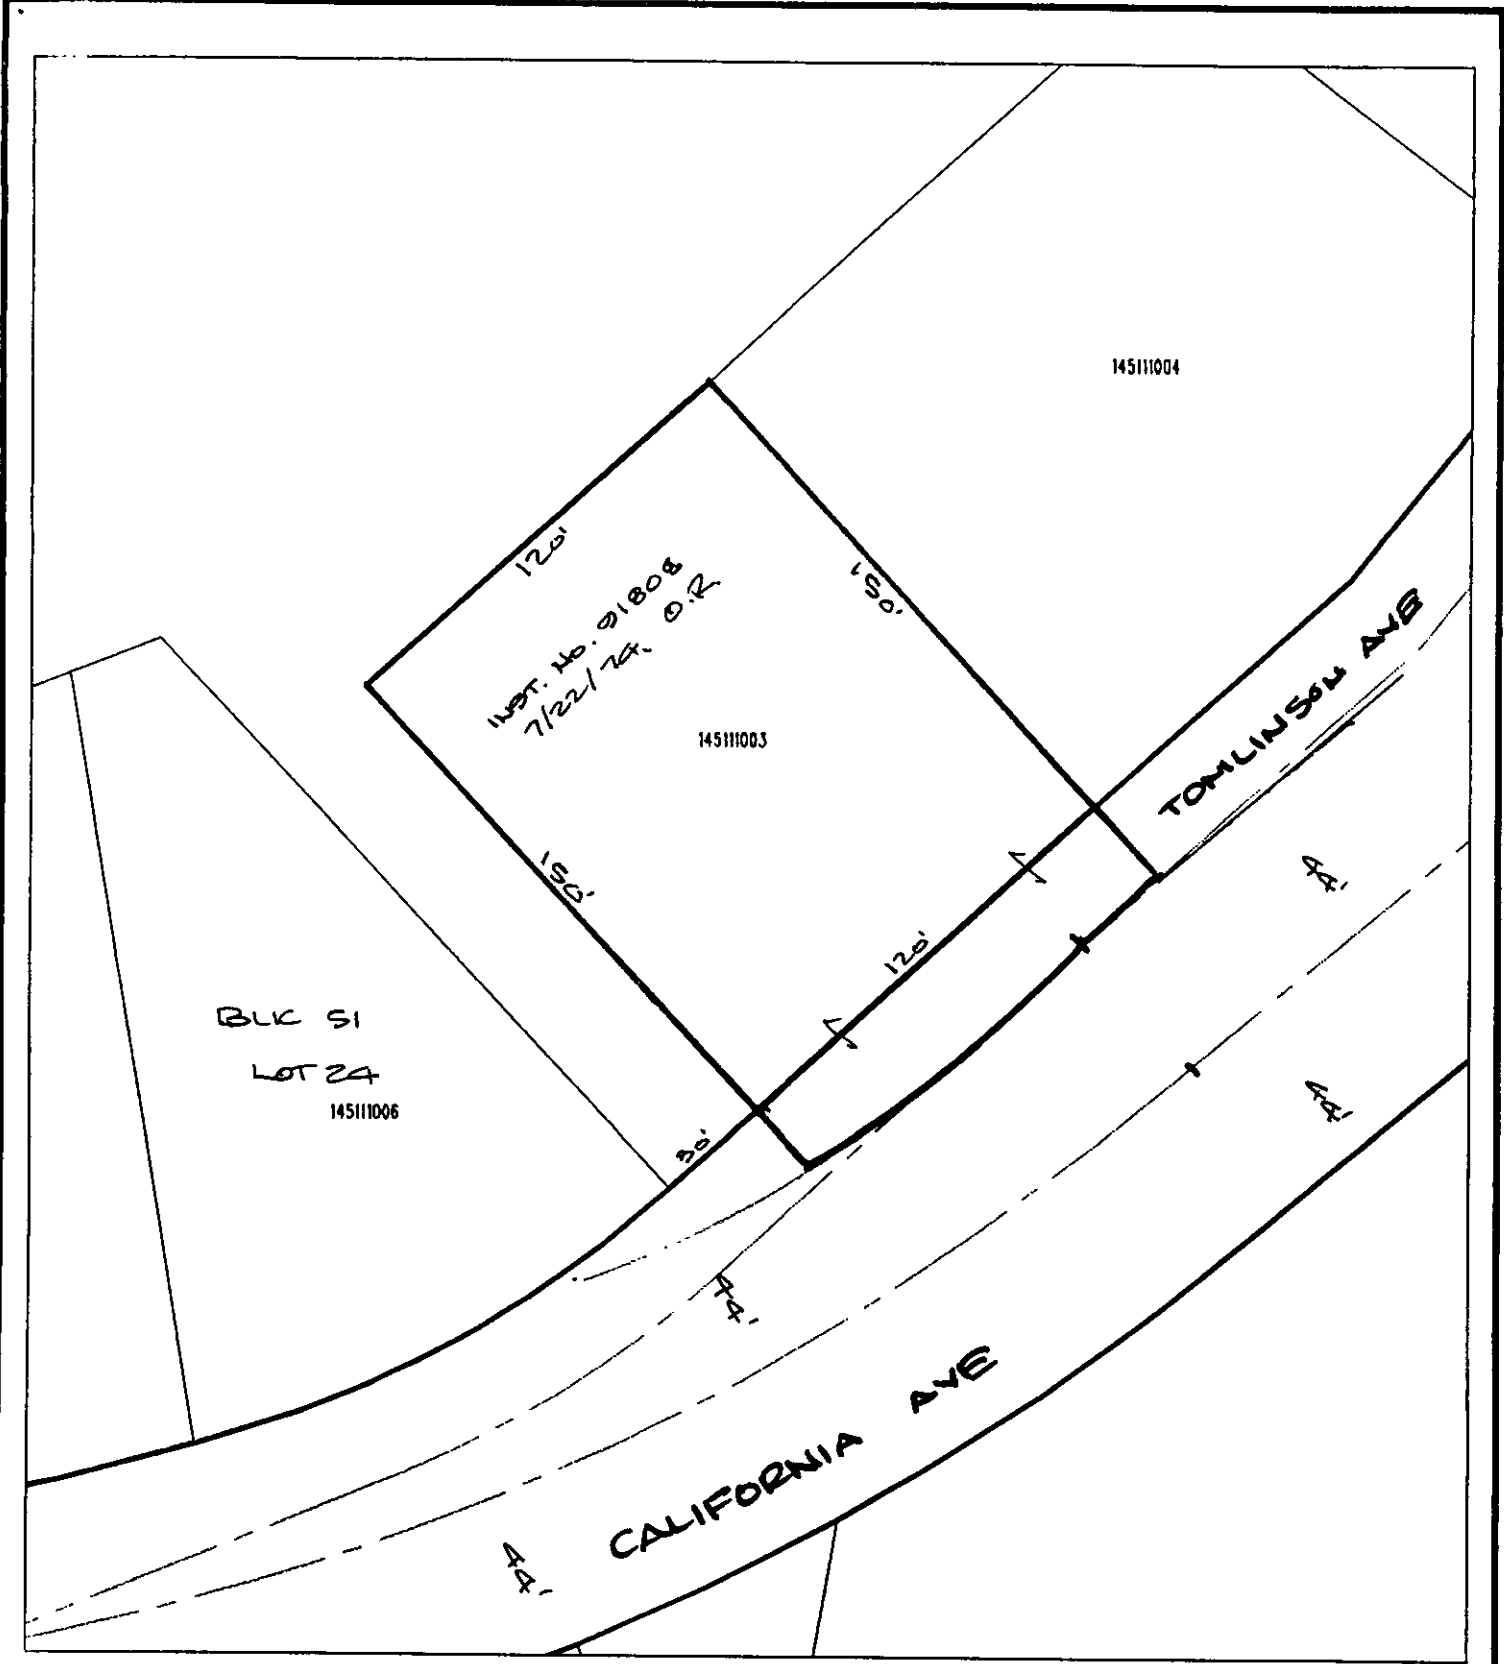 145111004
120'
INST. NO. 91808
7/22/74. O.R.
150'
145111003
TOMLINSON AVE
150'
120'
44'
BLK 51
LOT 24
145111006
30'
44'
44'
CALIFORNIA AVE
44'